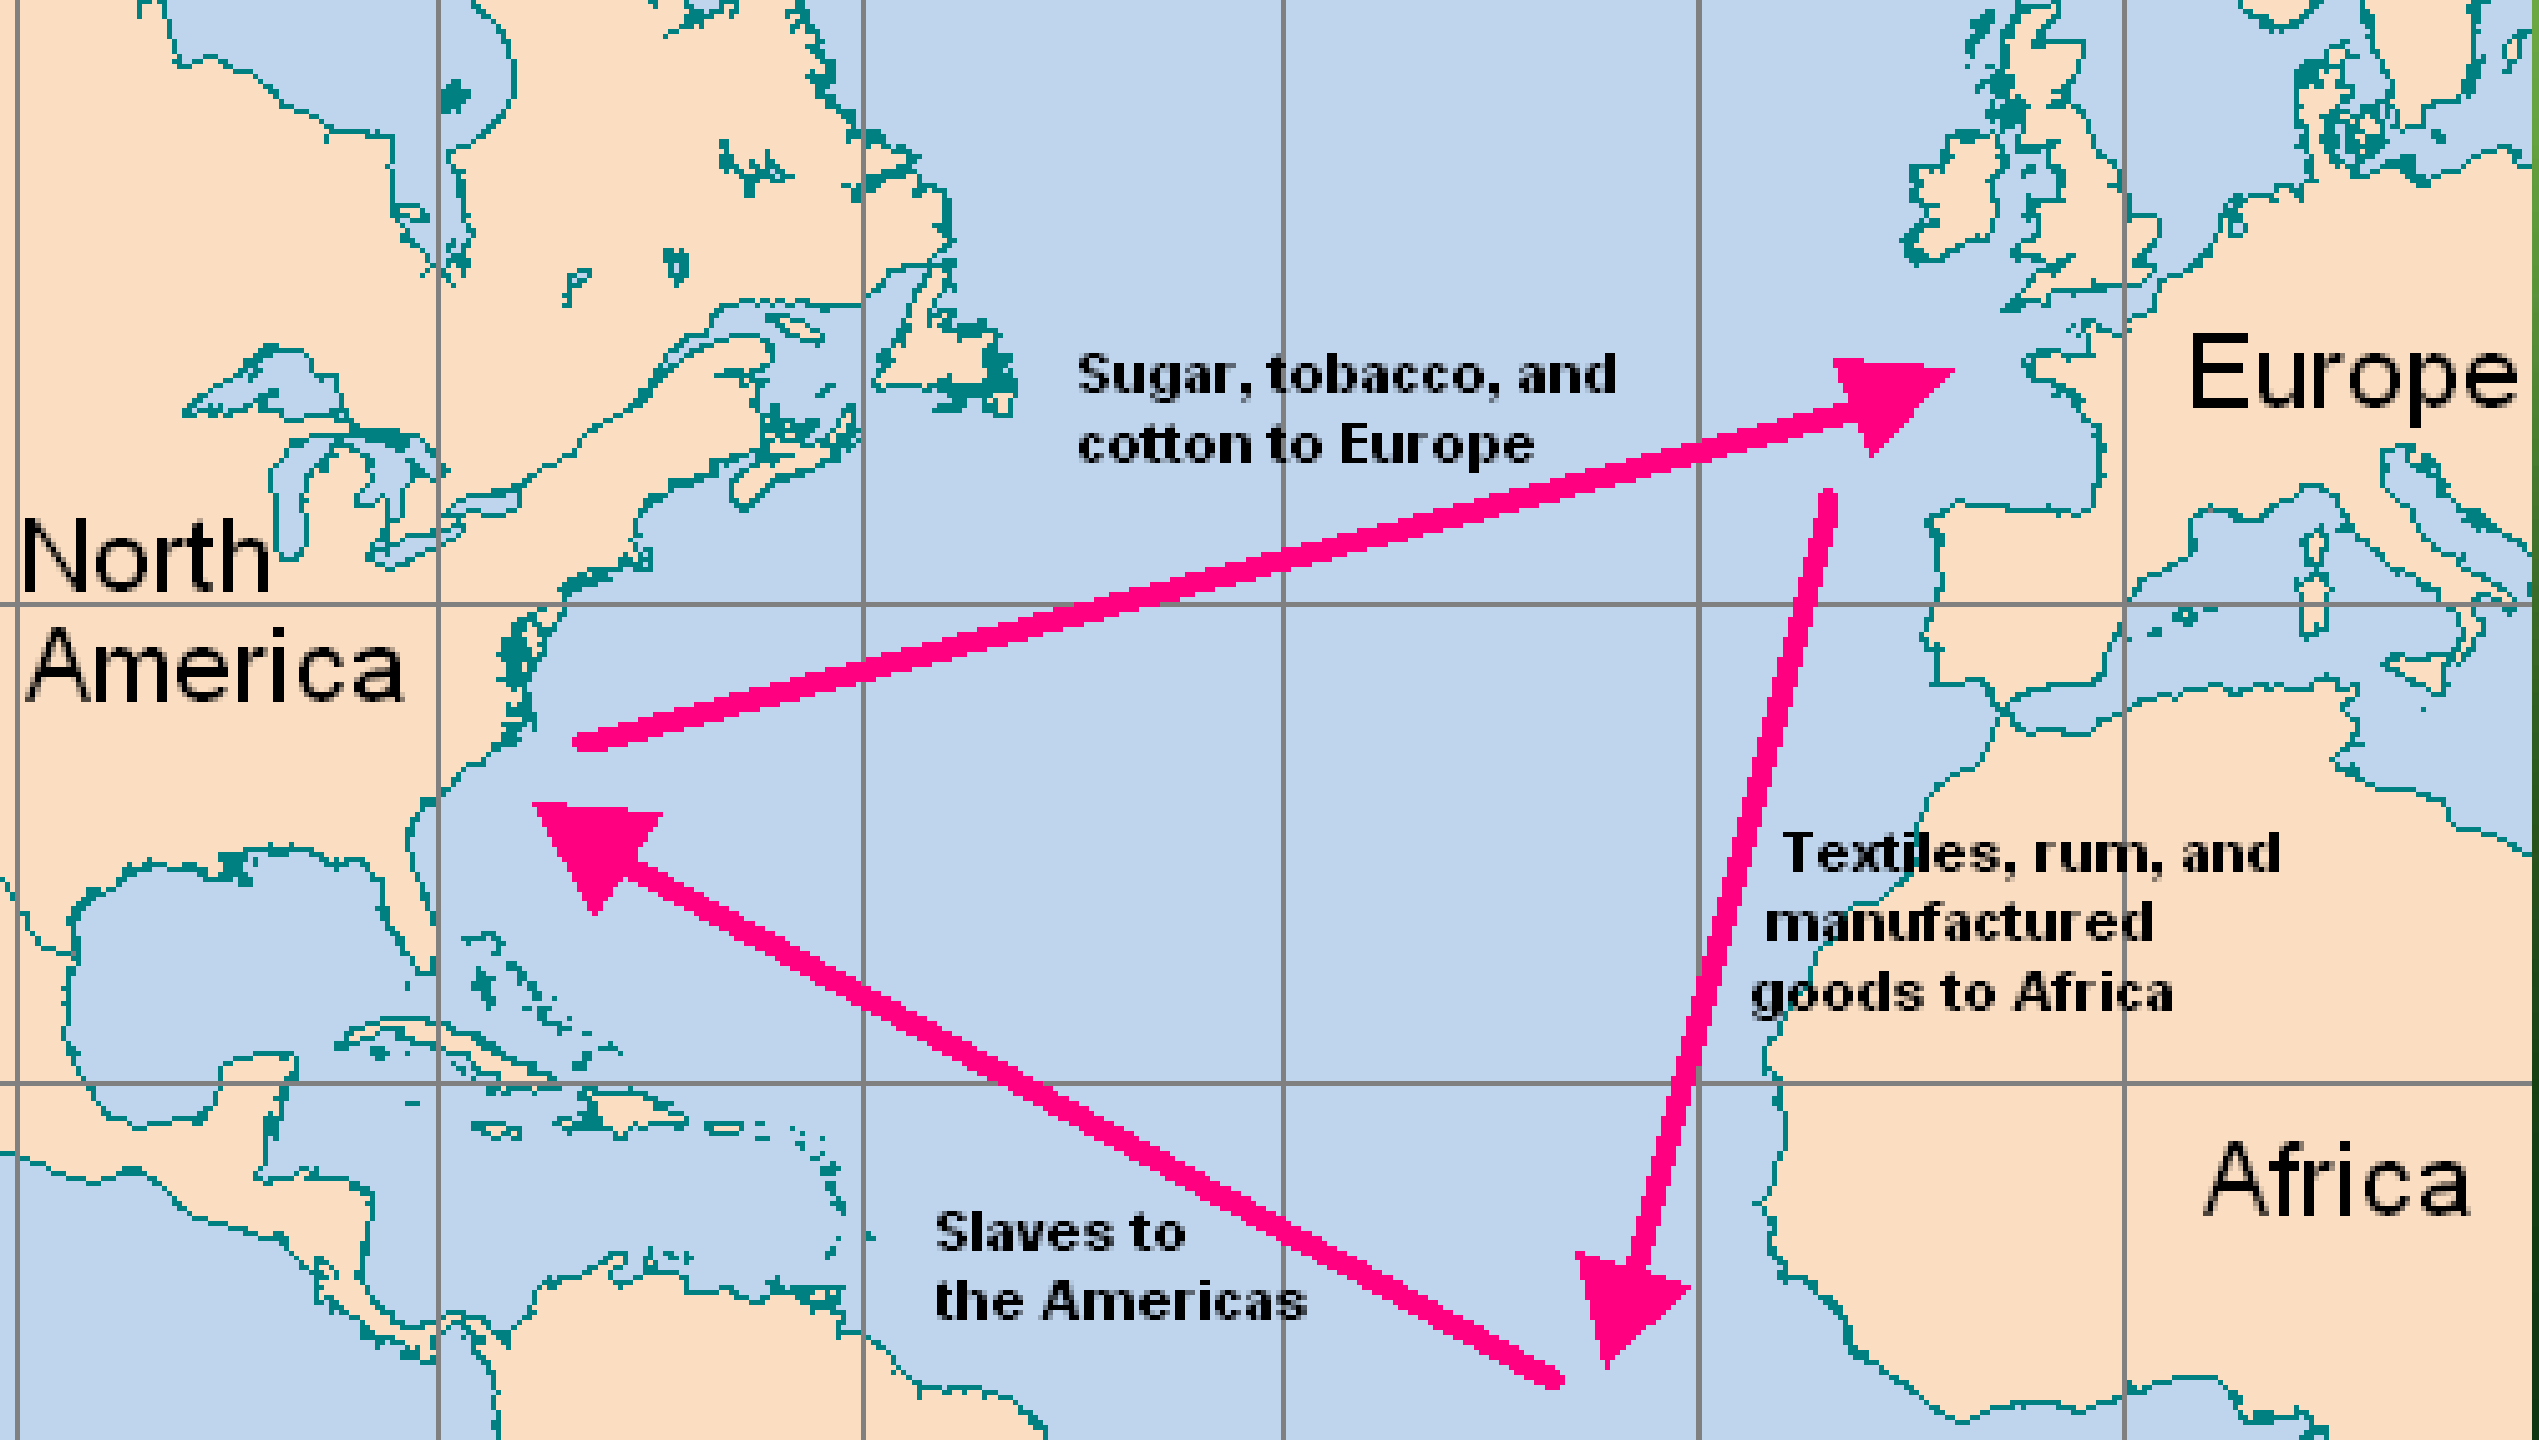 Sugar, tobacco, and
cotton to Europe
Europe
North
America
Textiles, rum, and
manufactured
goods to Africa
Africa
Slaves to
the Americas